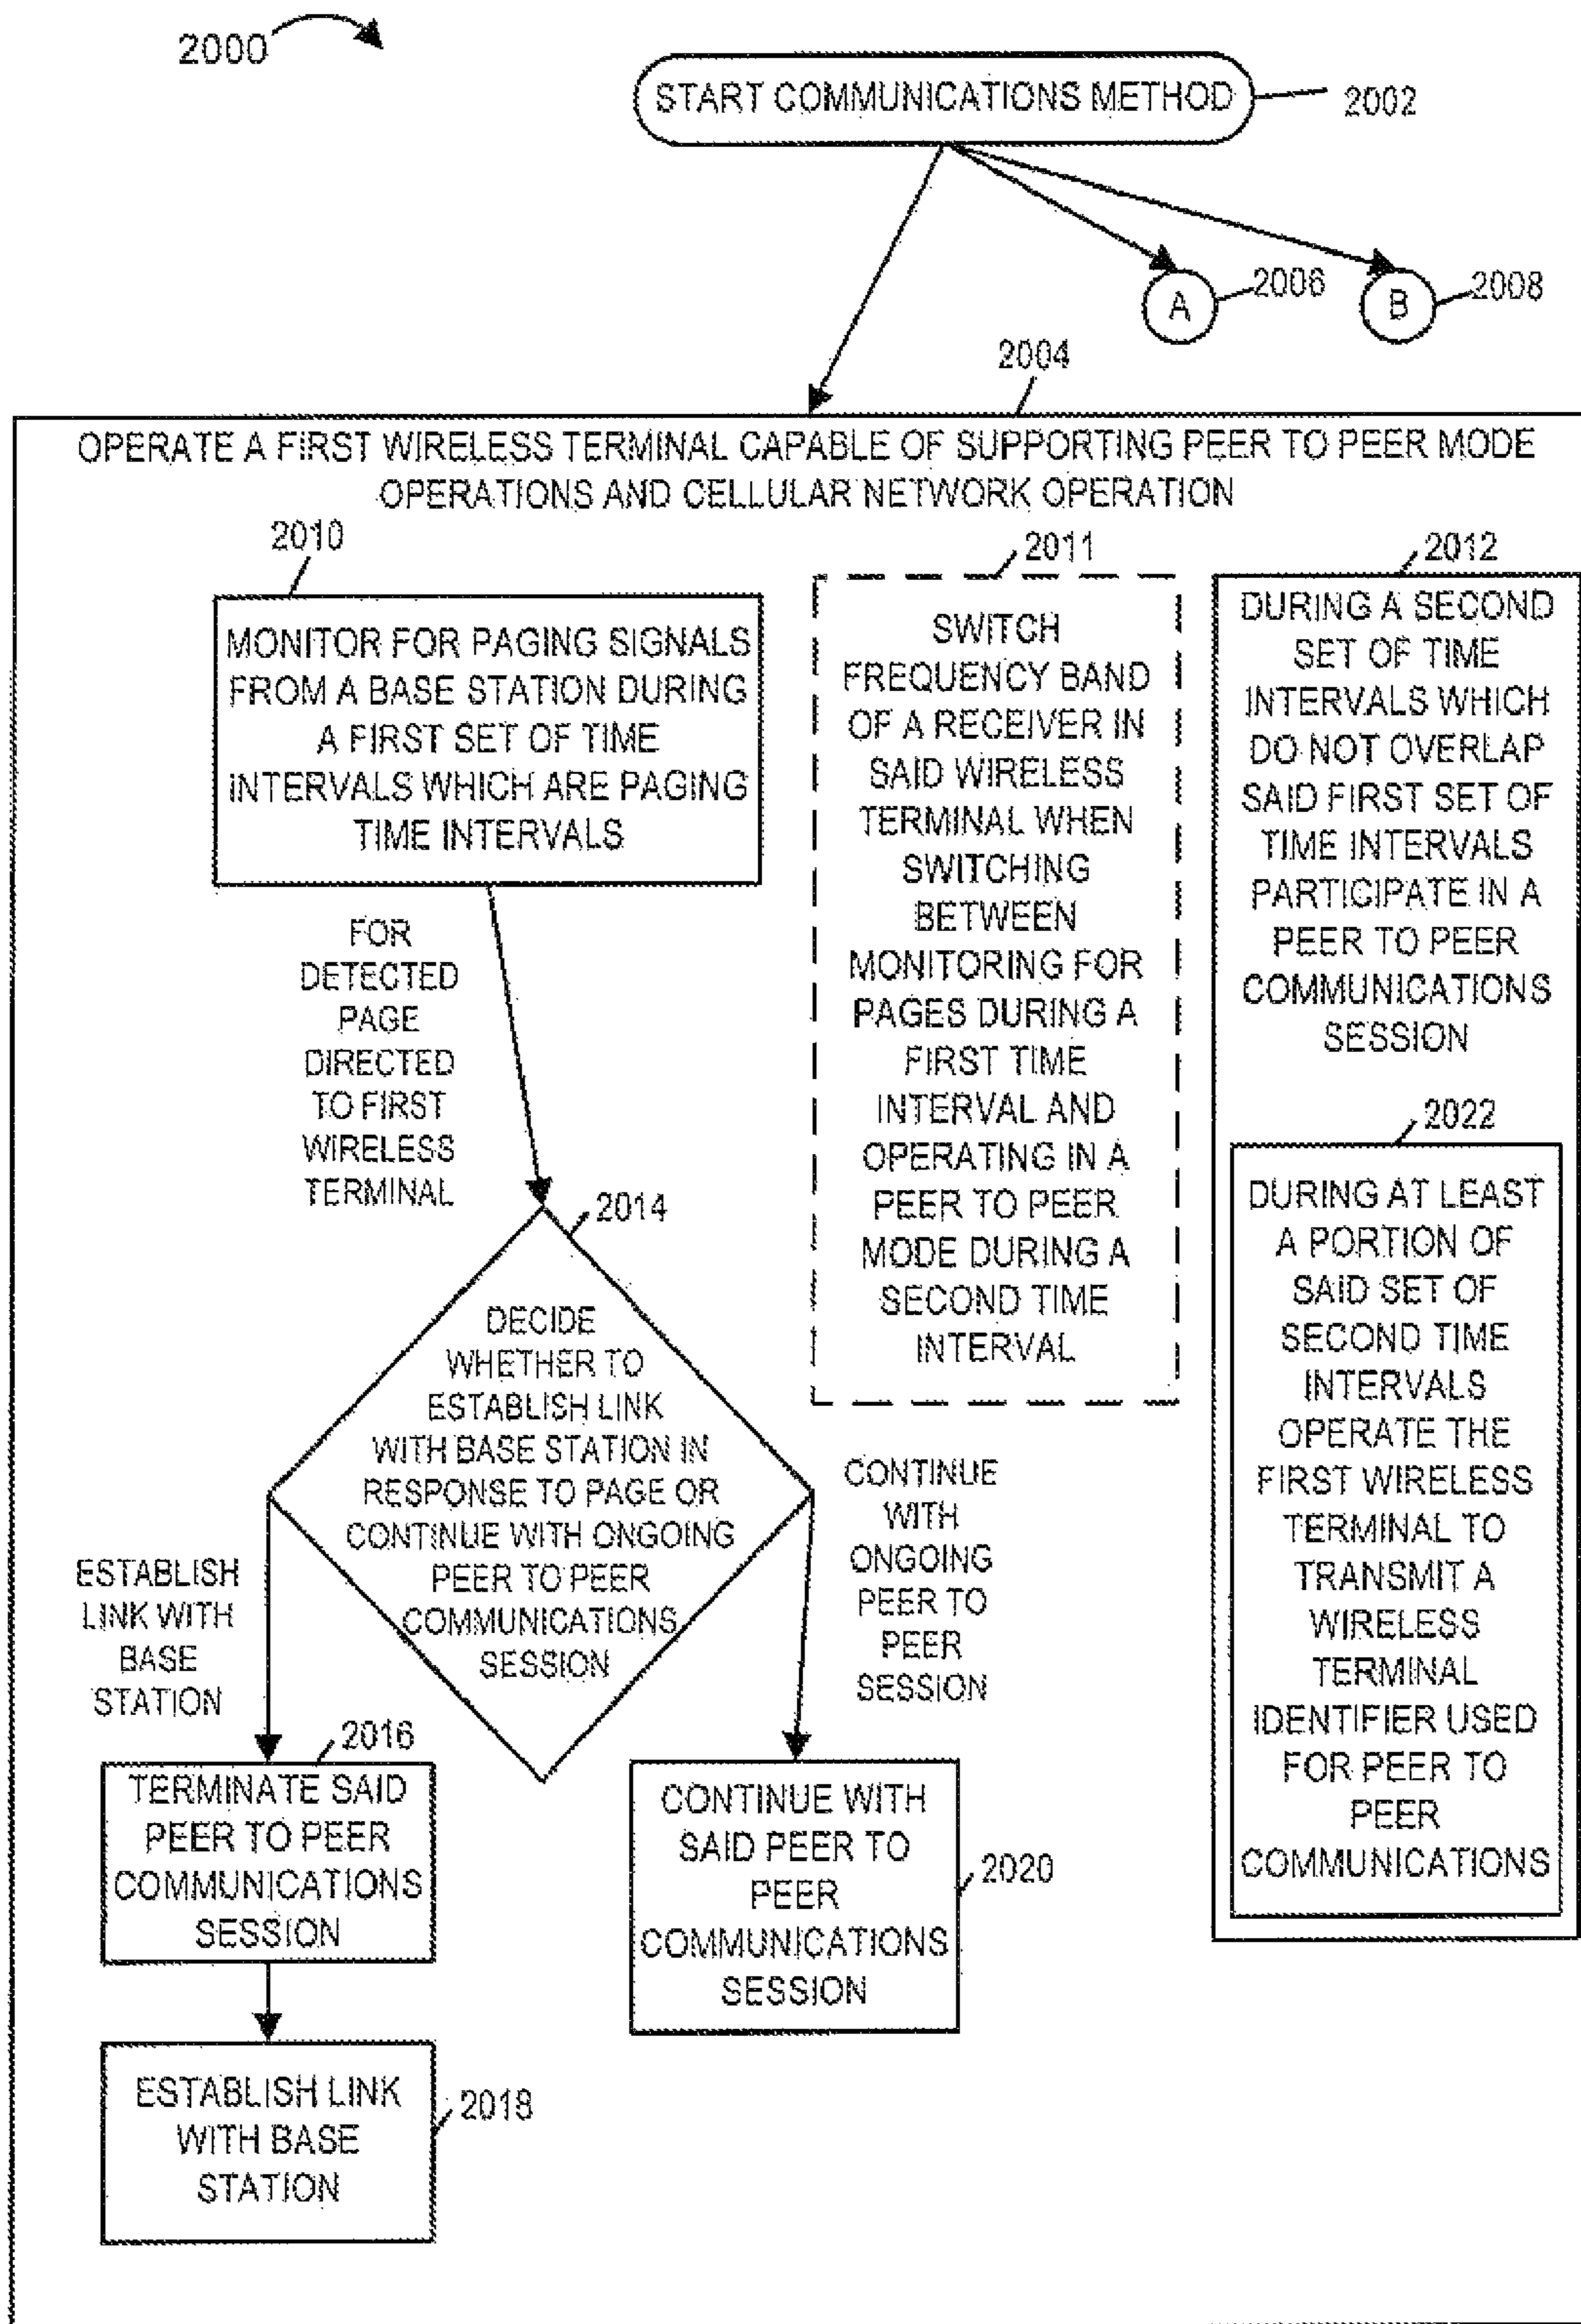 2000
START COMMUNICATIONS METHOD
2002
A
2006
B
2008
2004
OPERATE A FIRST WIRELESS TERMINAL CAPABLE OF SUPPORTING PEER TO PEER MODE
OPERATIONS AND CELLULAR NETWORK OPERATION
2010
MONITOR FOR PAGING SIGNALS
FROM A BASE STATION DURING
A FIRST SET OF TIME
INTERVALS WHICH ARE PAGING
TIME INTERVALS
FOR
DETECTED
PAGE
DIRECTED
TO FIRST
WIRELESS
TERMINAL
2014
DECIDE
WHETHER TO
ESTABLISH LINK
WITH BASE STATION IN
RESPONSE TO PAGE OR
CONTINUE WITH ONGOING
PEER TO PEER
COMMUNICATIONS
SESSION
ESTABLISH
LINK WITH
BASE
STATION
2016
TERMINATE SAID
PEER TO PEER
COMMUNICATIONS
SESSION
ESTABLISH LINK
WITH BASE
STATION
2018
CONTINUE
WITH
ONGOING
PEER TO
PEER
SESSION
CONTINUE WITH
SAID PEER TO
PEER
COMMUNICATIONS
SESSION
2020
2011
SWITCH
FREQUENCY BAND
OF A RECEIVER IN
SAID WIRELESS
TERMINAL WHEN
SWITCHING
BETWEEN
MONITORING FOR
PAGES DURING A
FIRST TIME
INTERVAL AND
OPERATING IN A
PEER TO PEER
MODE DURING A
SECOND TIME
INTERVAL
2012
DURING A SECOND
SET OF TIME
INTERVALS WHICH
DO NOT OVERLAP
SAID FIRST SET OF
TIME INTERVALS
PARTICIPATE IN A
PEER TO PEER
COMMUNICATIONS
SESSION
2022
DURING AT LEAST
A PORTION OF
SAID SET OF
SECOND TIME
INTERVALS
OPERATE THE
FIRST WIRELESS
TERMINAL TO
TRANSMIT A
WIRELESS
TERMINAL
IDENTIFIER USED
FOR PEER TO
PEER
COMMUNICATIONS